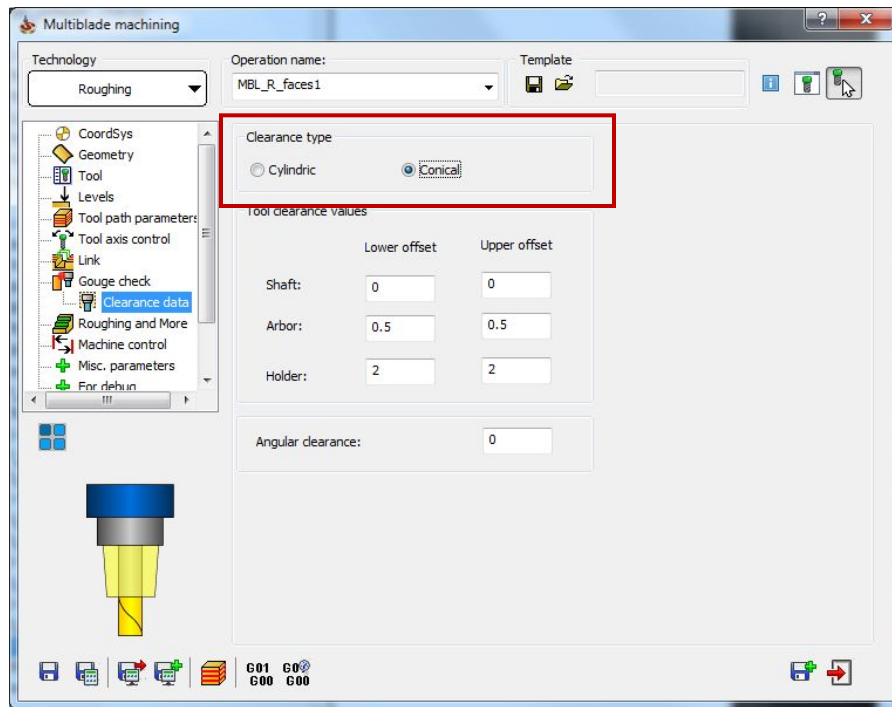 Multiblade machining
Technology
Roughing
Operation name:
MBL_R_faces1
Template
CoordSys
Geometry
Tool
Levels
Tool path parameters
Tool axis control
Link
Gouge check
Clearance data
Roughing and More
Machine control
Misc. parameters
For debug
Clearance type
Cylindric Conical
Tool clearance values
Lower offset Upper offset
Shaft: 0 0
Arbor: 0.5 0.5
Holder: 2 2
Angular clearance: 0
G01 G0
G00 G00